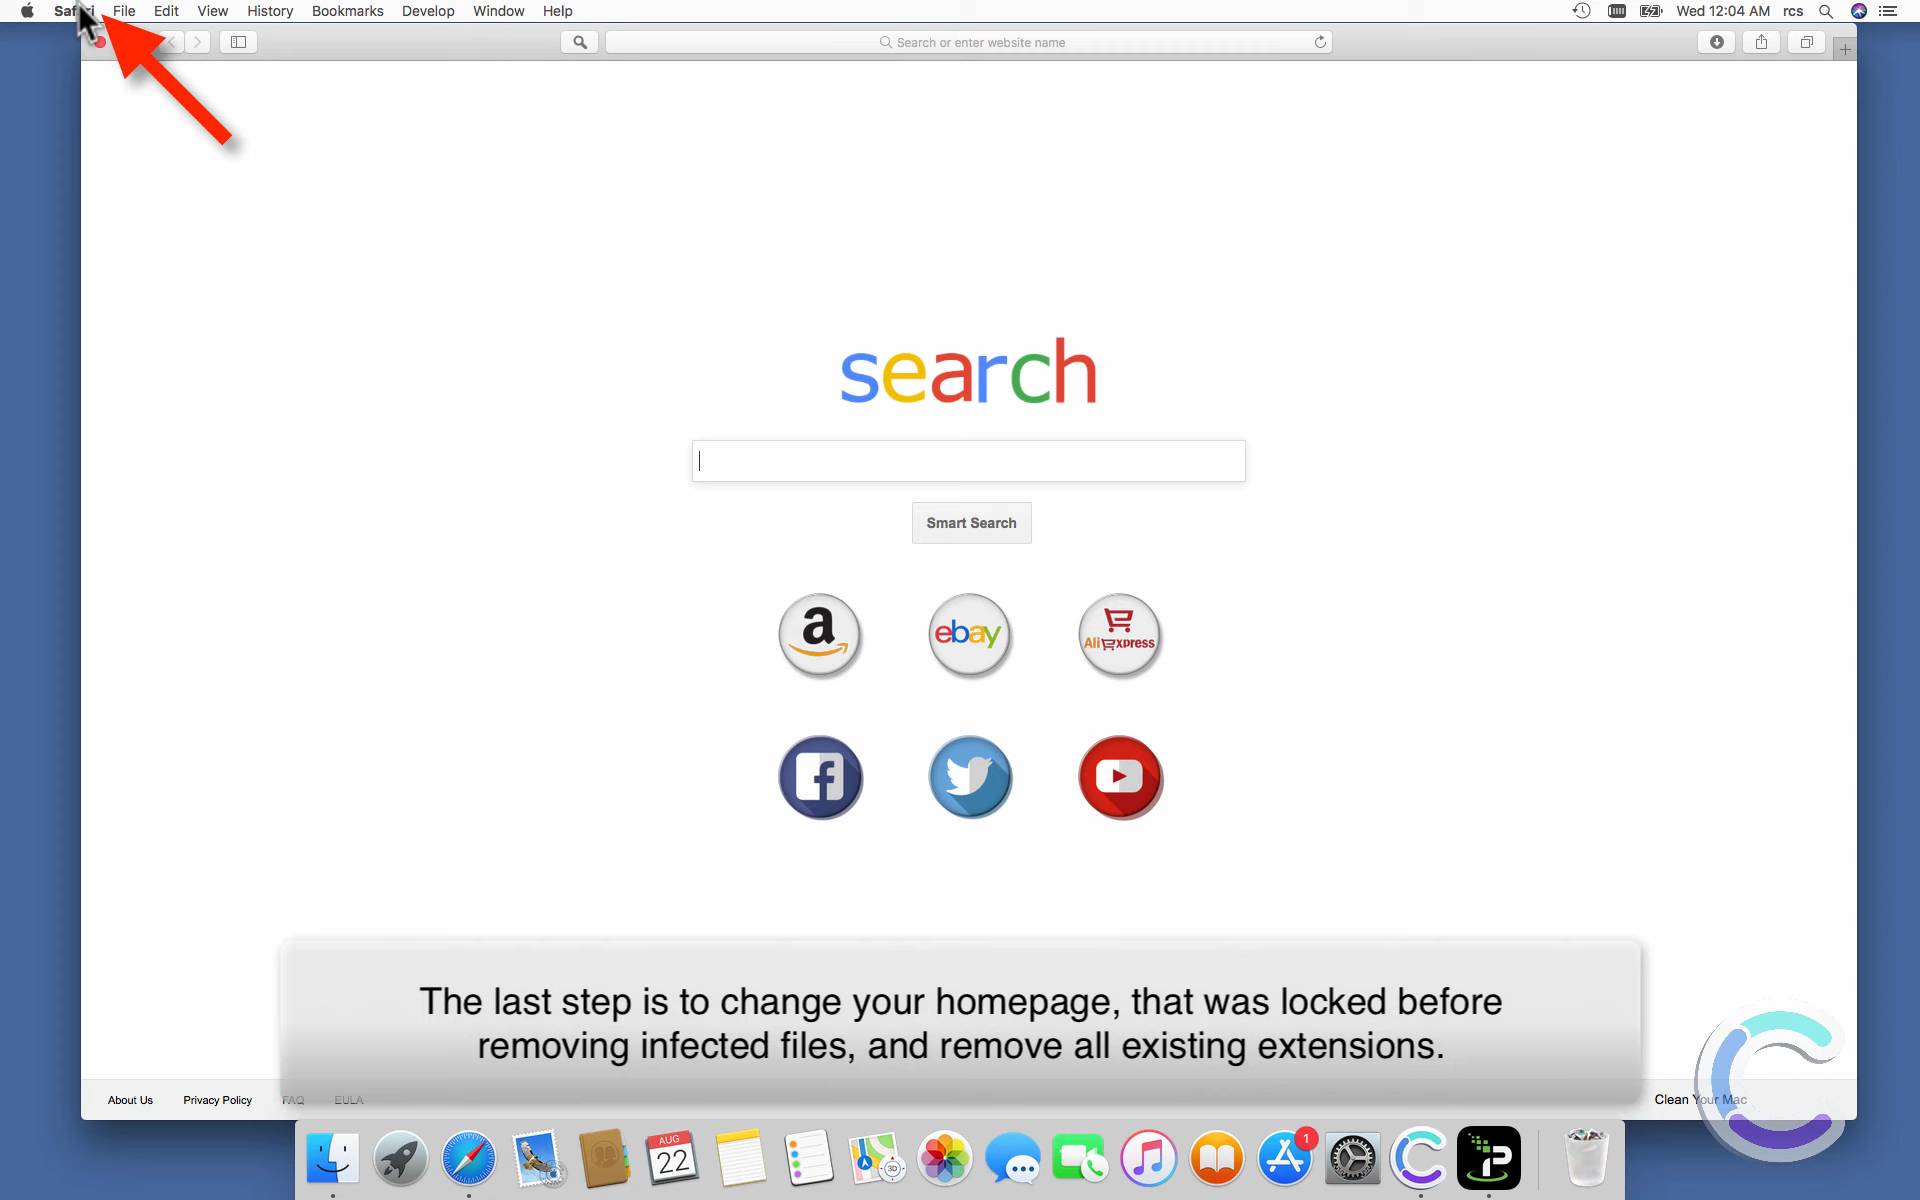 Safari File Edit View History Bookmarks Develop Window Help
Wed 12:04 AM rcs
Search or enter website name
search
Smart Search
a
ebay
AliExpress
The last step is to change your homepage, that was locked before
removing infected files, and remove all existing extensions.
About Us Privacy Policy FAQ EULA
Clean Your Mac
AUG
22
3D
1